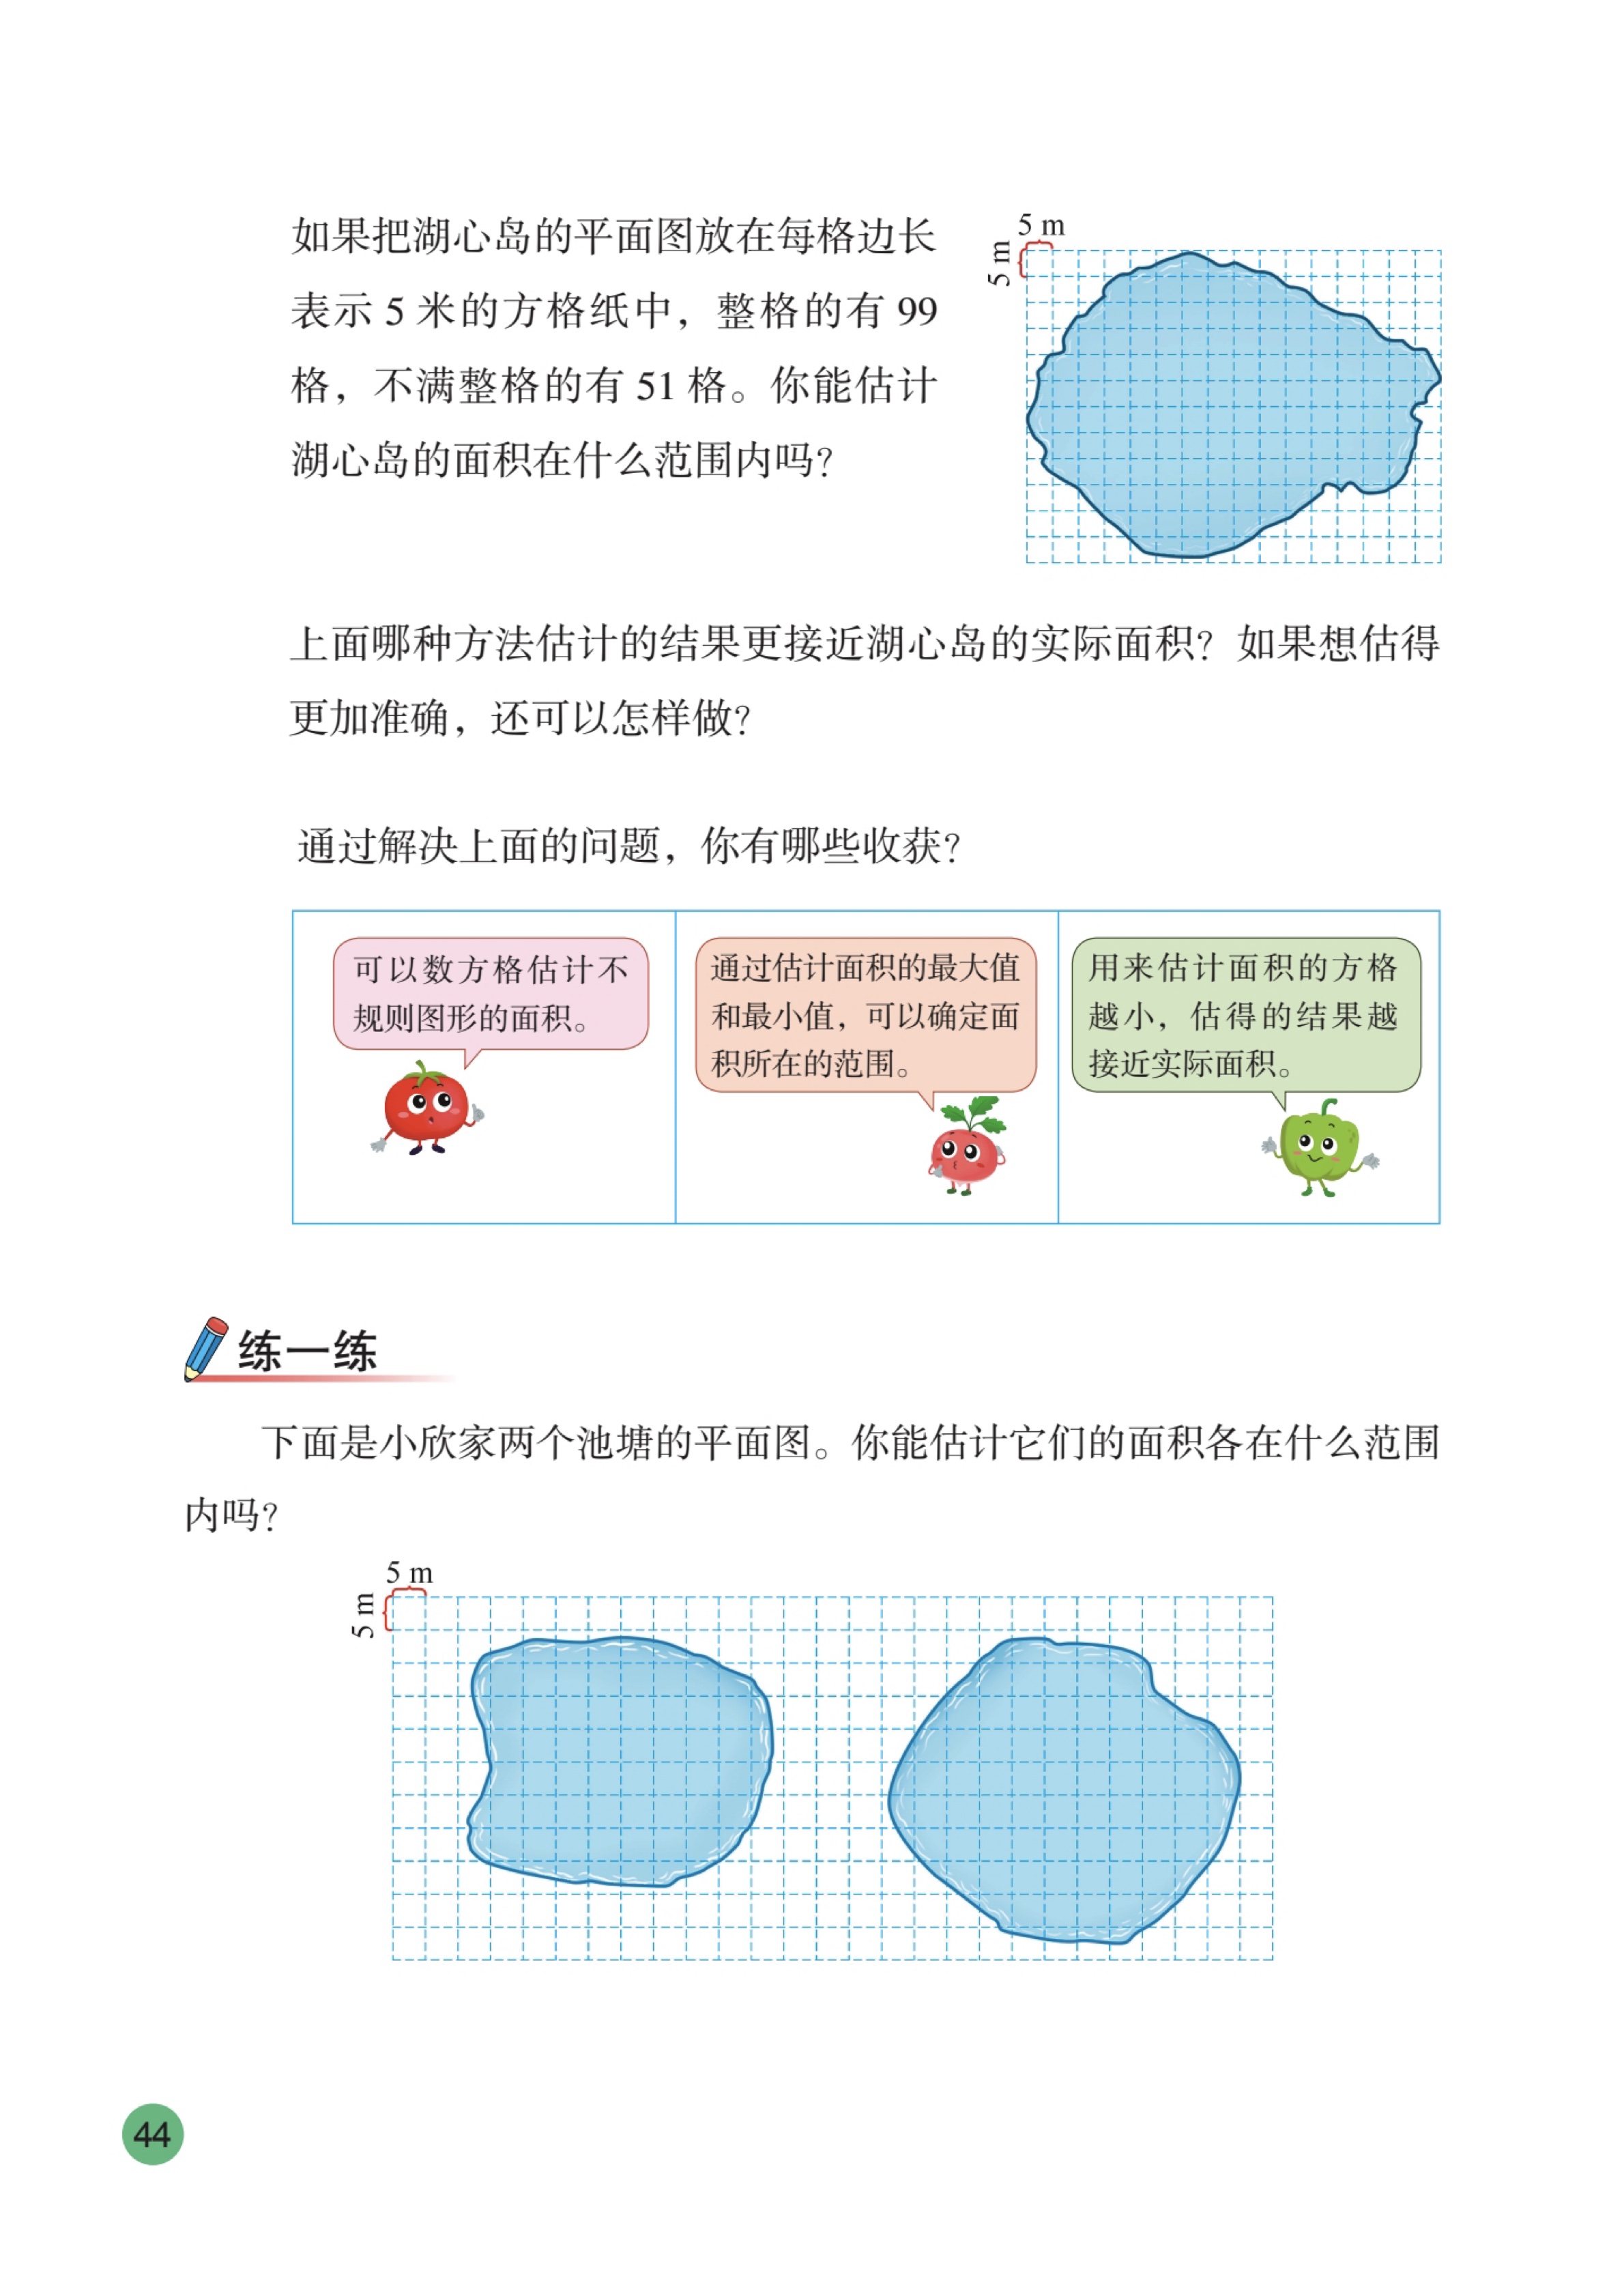 如果把湖心岛的平面图放在每格边长
表示 5 米的方格纸中，整格的有 99
格，不满整格的有 51 格。你能估计
湖心岛的面积在什么范围内吗？
5 m
5 m
上面哪种方法估计的结果更接近湖心岛的实际面积？如果想估得
更加准确，还可以怎样做？
通过解决上面的问题，你有哪些收获？
可以数方格估计不
规则图形的面积。
通过估计面积的最大值
和最小值，可以确定面
积所在的范围。
用来估计面积的方格
越小，估得的结果越
接近实际面积。
练一练
下面是小欣家两个池塘的平面图。你能估计它们的面积各在什么范围
内吗？
5 m
5 m
44